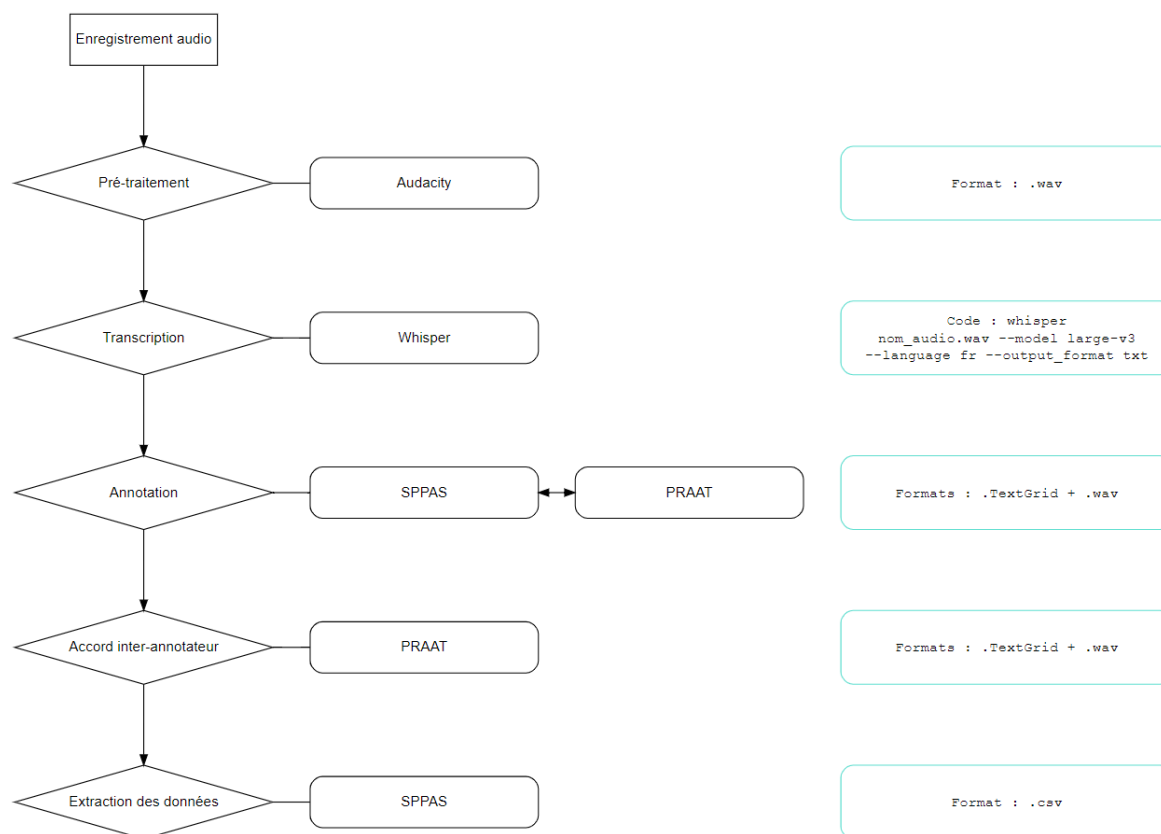 Enregistrement audio
Pré-traitement
Audacity
Format : .wav
Transcription
Whisper
Code : whisper
nom_audio.wav --model large-v3
--language fr --output_format txt
Annotation
SPPAS
PRAAT
Formats : .TextGrid + .wav
Accord inter-annotateur
PRAAT
Formats : .TextGrid + .wav
Extraction des données
SPPAS
Format : .csv